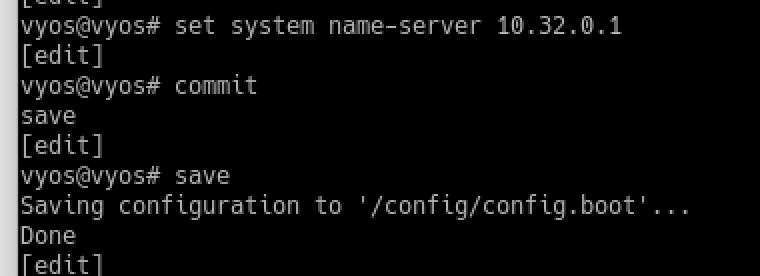 [edit]
vyos@vyos# set system name-server 10.32.0.1
[edit]
vyos@vyos# commit
save
[edit]
vyos@vyos# save
Saving configuration to '/config/config.boot'...
Done
[edit]